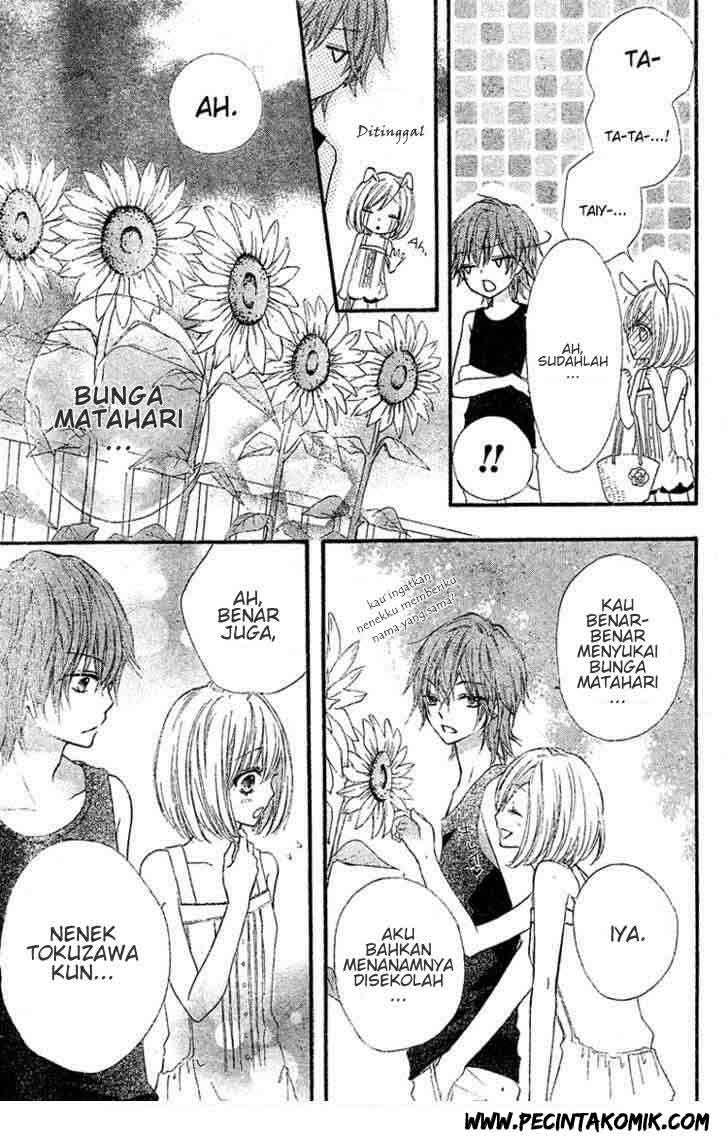 TA-
TA-TA-...!
TAIY-...
AH,
SUDAHLAH
...
!!
Ditinggal
Ah,
AH.
BUNGA
MATAHARI
...
KAU
BENAR-
BENAR
MENYUKAI
BUNGA
MATAHARI
...
kau ingatkan
nenekku memberiku
nama yang sama?
IYA.
AKU
BAHKAN
MENANAMNYA
DISEKOLAH
...
AH,
BENAR
JUGA,
NENEK
TOKUZAWA
KUN...
WWW.PECINTAKOMIK.COM